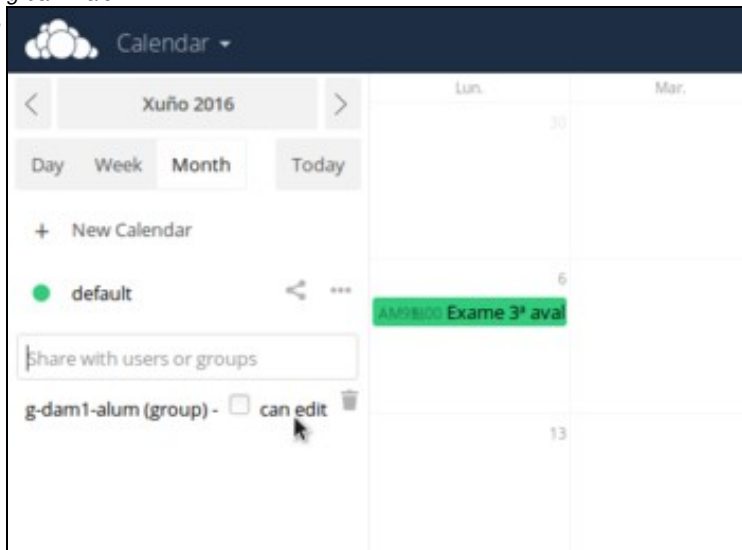 Calendar
Xuño 2016
Day Week Month Today
+ New Calendar
default
Share with users or groups
g-dam1-alum (group) - can edit
Lun. Mar.
30
6
Exame 3ª aval
13